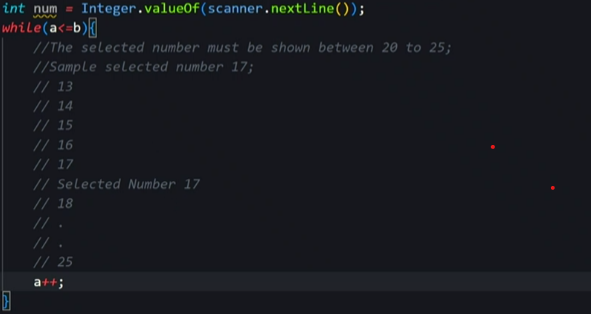 int num = Integer.valueOf(scanner.nextLine());
while(a<=b){
//The selected number must be shown between 20 to 25;
//Sample selected number 17;
// 13
// 14
// 15
// 16
// 17
// Selected Number 17
// 18
// .
// .
// 25
a++;
}